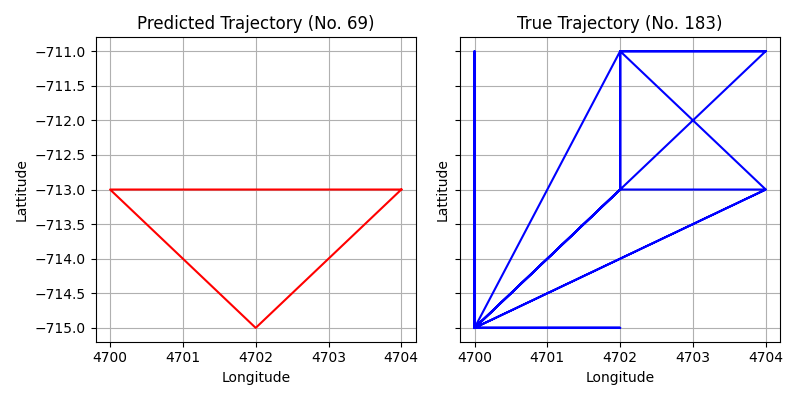 Predicted Trajectory (No. 69)
True Trajectory (No. 183)
−711.0
−711.5
−712.0
−712.5
−713.0
−713.5
−714.0
−714.5
−715.0
Lattitude
Lattitude
4700 4701 4702 4703 4704
4700 4701 4702 4703 4704
Longitude
Longitude